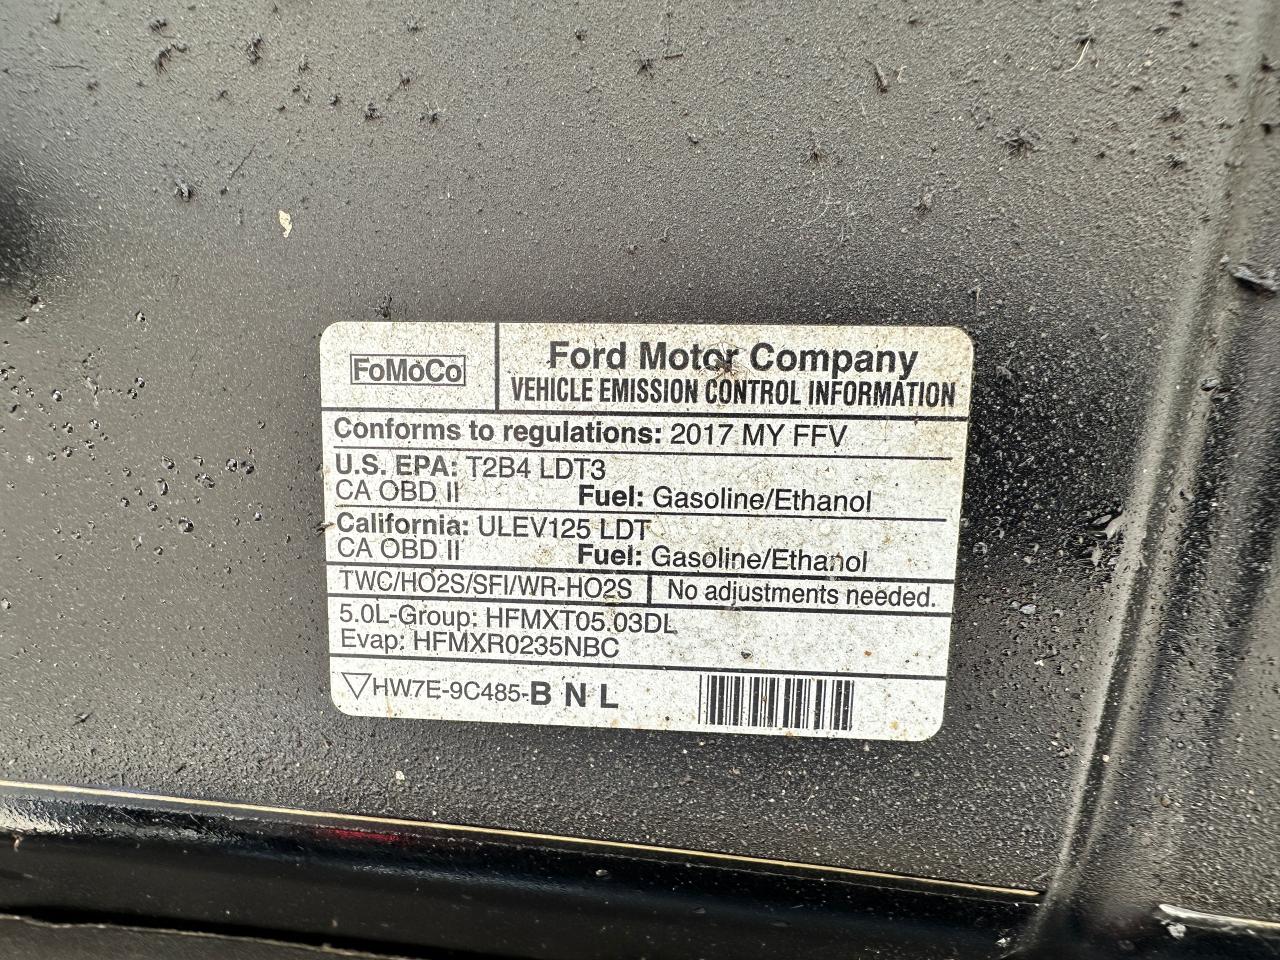 FoMoCo
Ford Motor Company
VEHICLE EMISSION CONTROL INFORMATION
Conforms to regulations: 2017 MY FFV
U.S. EPA: T2B4 LDT3
CA OBD II Fuel: Gasoline/Ethanol
California: ULEV125 LDT
CA OBD II Fuel: Gasoline/Ethanol
TWC/HO2S/SFI/WR-HO2S No adjustments needed.
5.0L-Group: HFMXT05.03DL
Evap: HFMXR0235NBC
HW7E-9C485-B N L